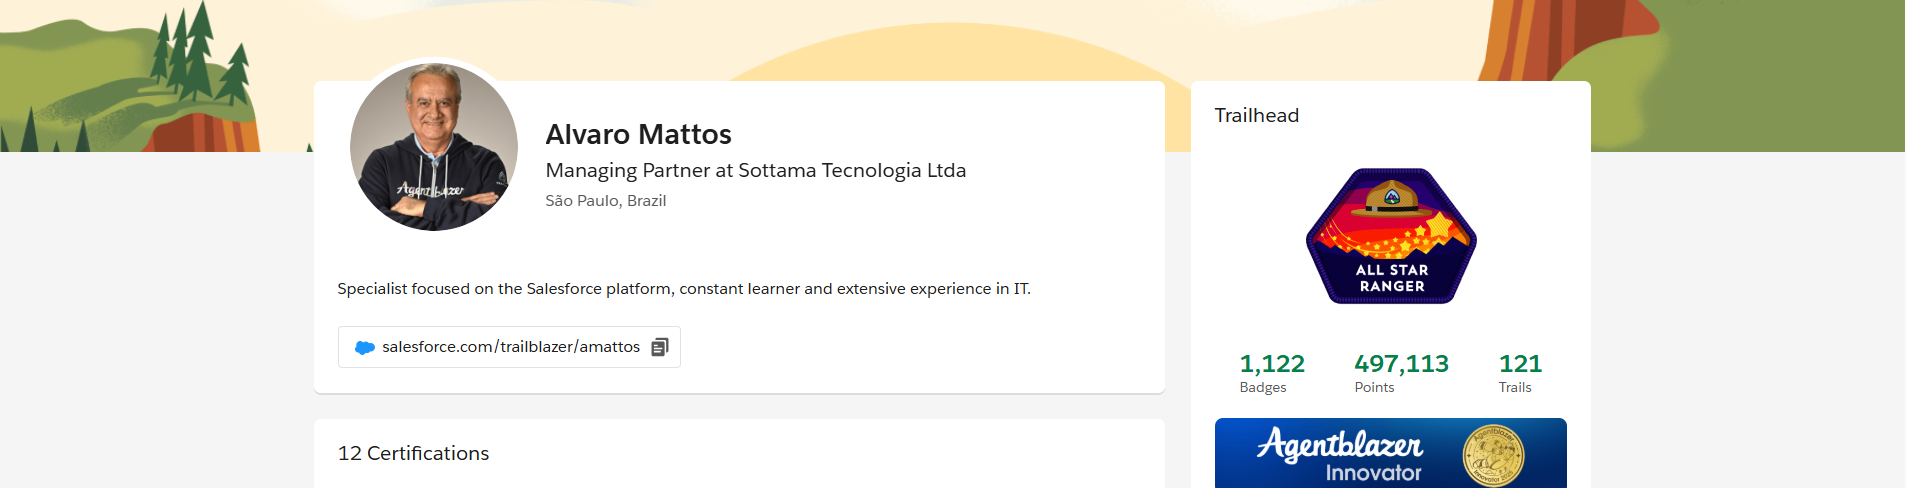 Alvaro Mattos
Managing Partner at Sottama Tecnologia Ltda
São Paulo, Brazil
Agentblazer
Specialist focused on the Salesforce platform, constant learner and extensive experience in IT.
salesforce.com/trailblazer/amattos
12 Certifications
Trailhead
ALL STAR
RANGER
1,122
Badges
497,113
Points
121
Trails
Agentblazer
Innovator
Agentblazer